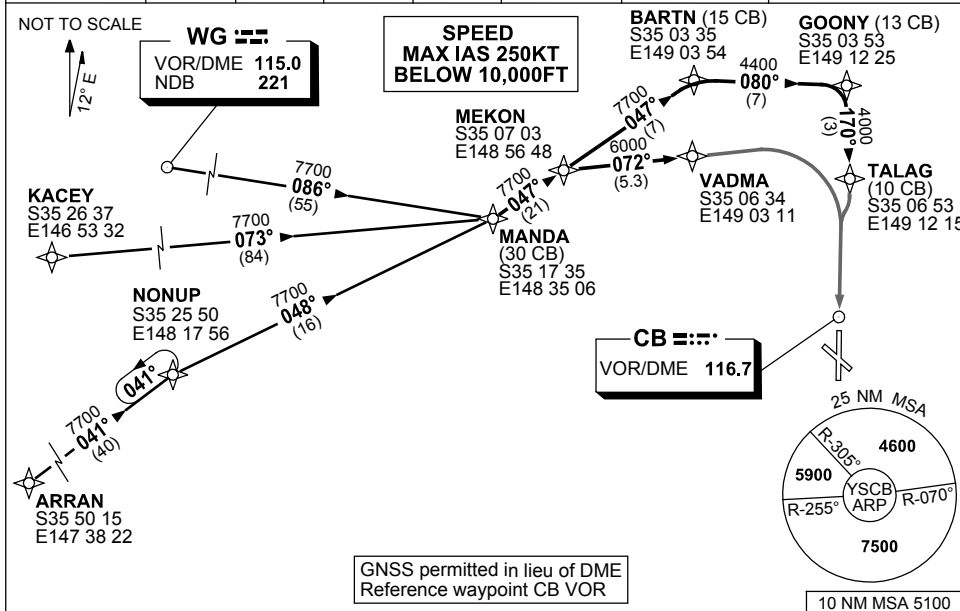 NOT TO SCALE
12° E
WG
VOR/DME 115.0
NDB 221
SPEED
MAX IAS 250KT
BELOW 10,000FT
BARTN (15 CB)
S35 03 35
E149 03 54
GOONY (13 CB)
S35 03 53
E149 12 25
4400
080°
(7)
7700
047°
(7)
4000
170°
(3)
MEKON
S35 07 03
E148 56 48
6000
072°
(5.3)
VADMA
S35 06 34
E149 03 11
TALAG
(10 CB)
S35 06 53
E149 12 15
7700
086°
(55)
7700
047°
(21)
KACEY
S35 26 37
E146 53 32
7700
073°
(84)
MANDA
(30 CB)
S35 17 35
E148 35 06
NONUP
S35 25 50
E148 17 56
7700
048°
(16)
041°
7700
041°
(40)
ARRAN
S35 50 15
E147 38 22
CB
VOR/DME 116.7
25 NM MSA
R-305°
4600
5900
YSCB
ARP
R-255°
R-070°
7500
10 NM MSA 5100
GNSS permitted in lieu of DME
Reference waypoint CB VOR